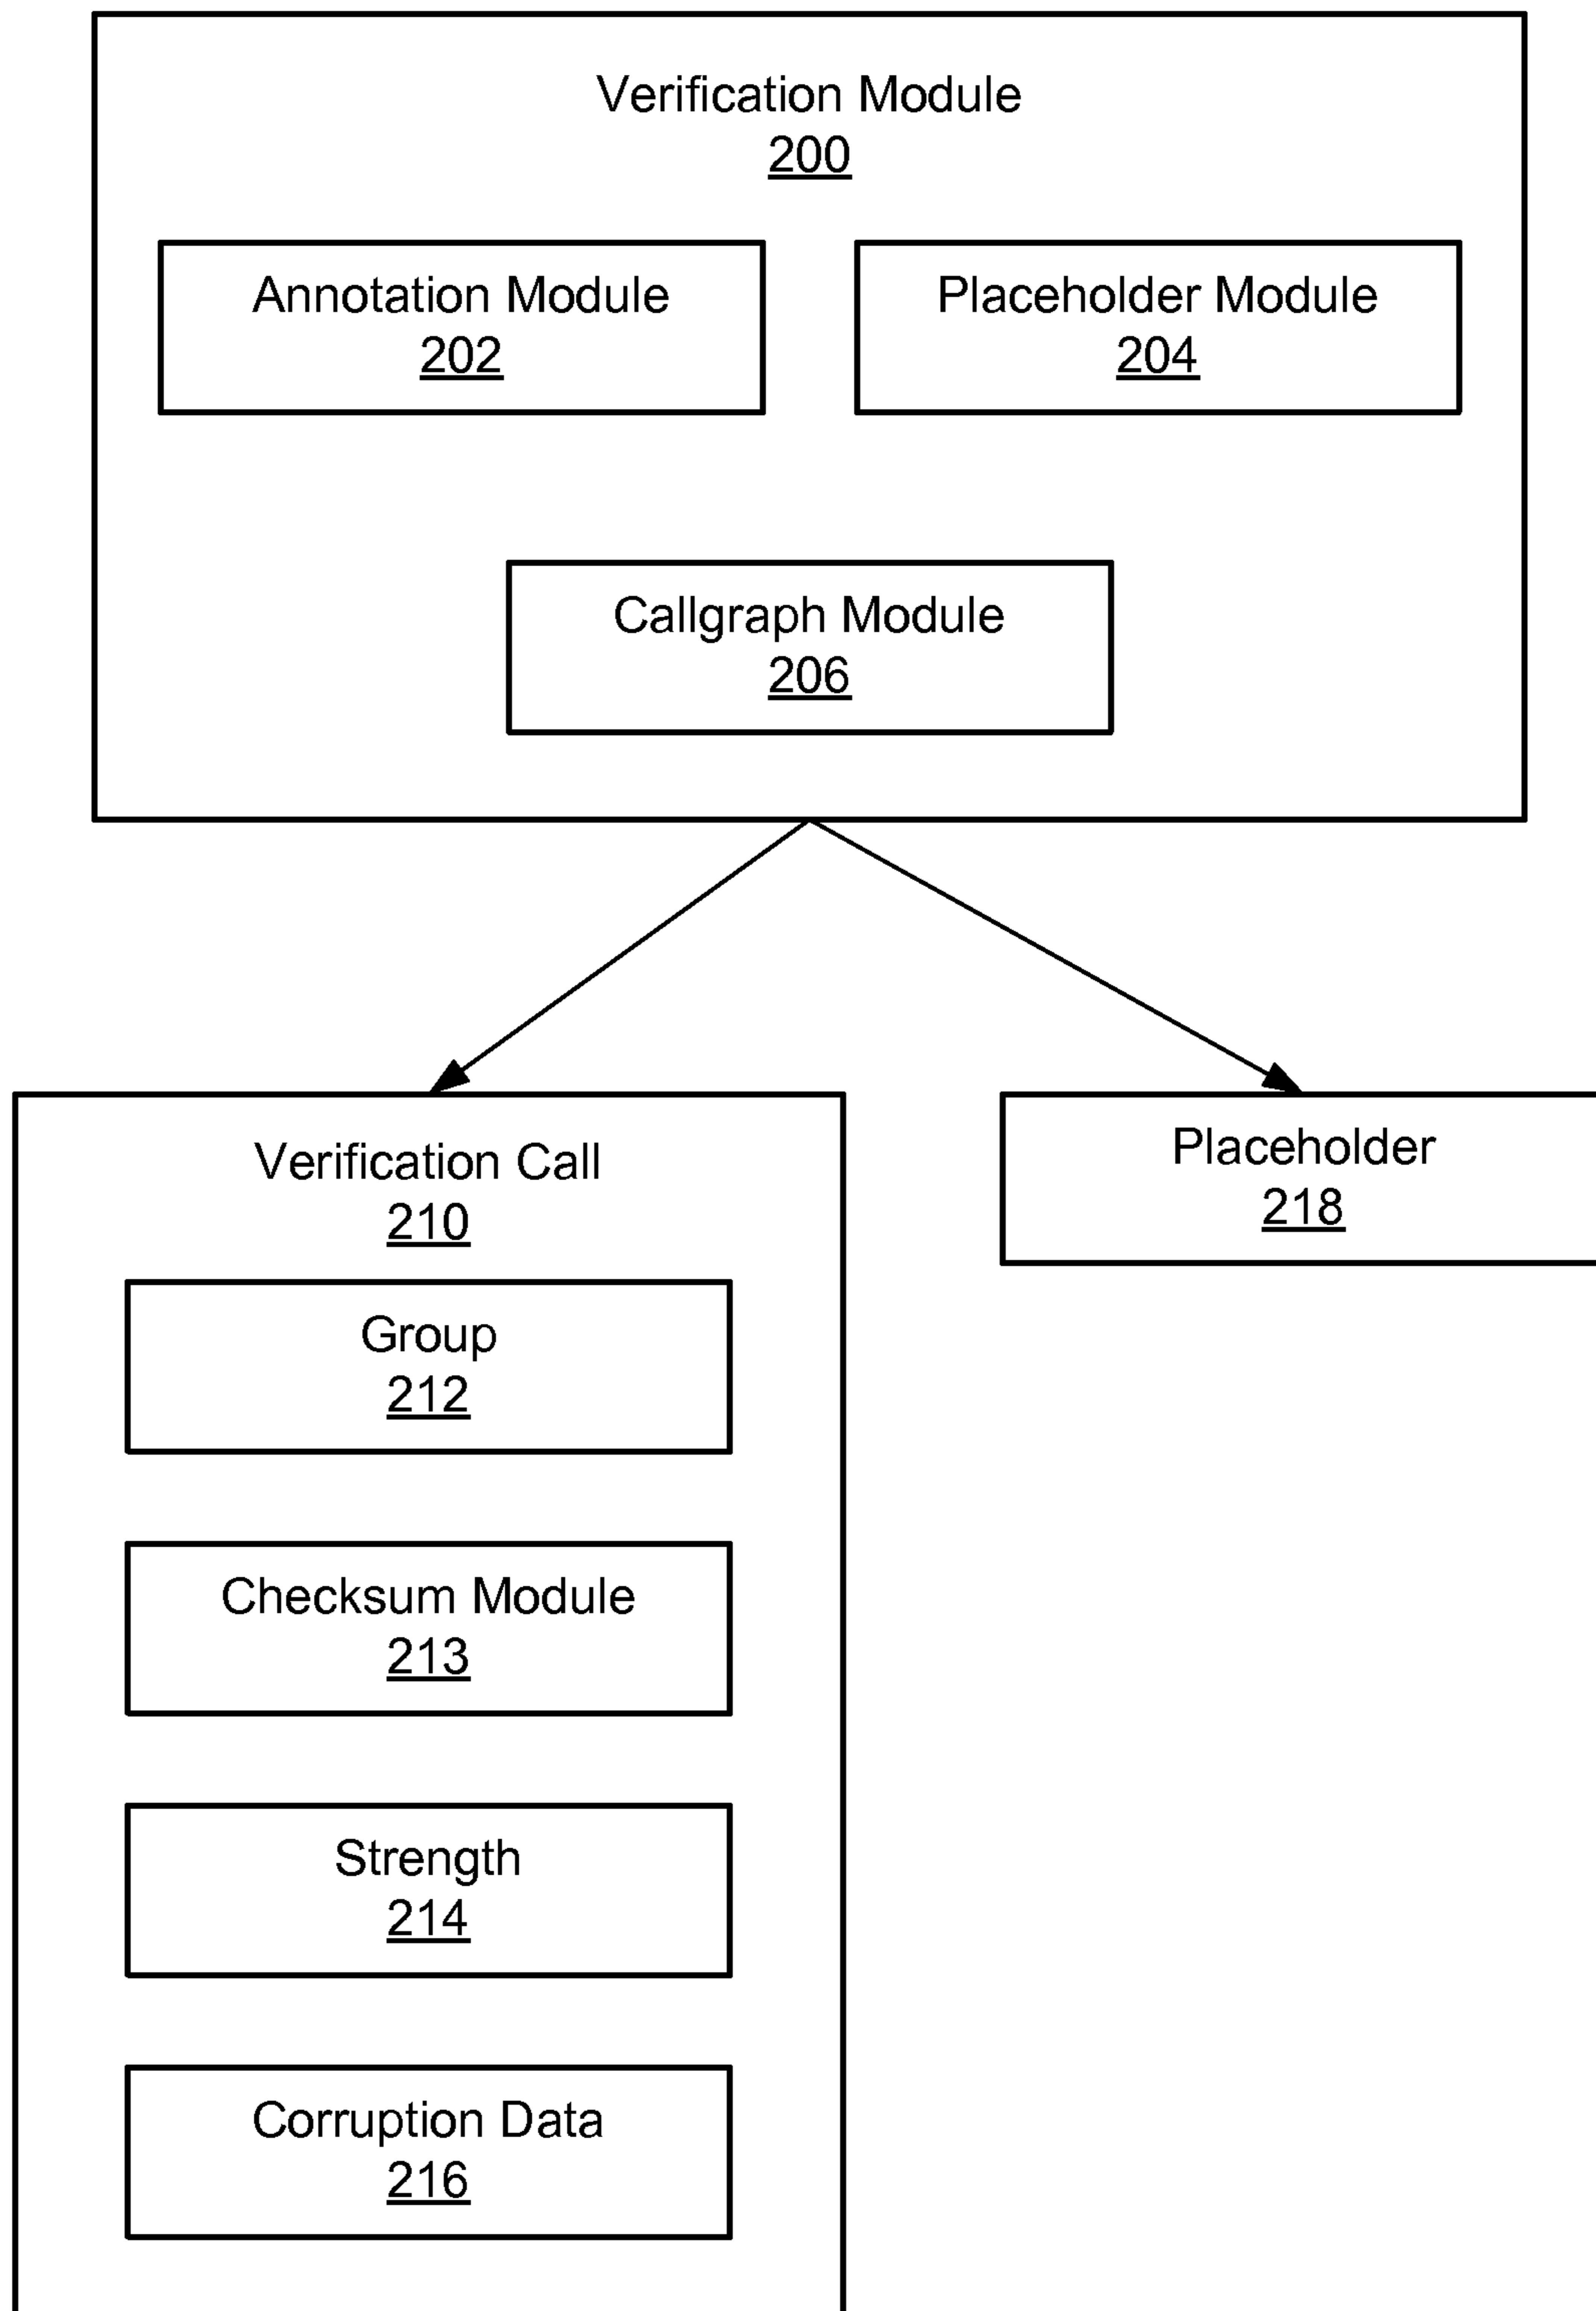 Verification Module
200
Annotation Module
202
Placeholder Module
204
Callgraph Module
206
Verification Call
210
Group
212
Checksum Module
213
Strength
214
Corruption Data
216
Placeholder
218